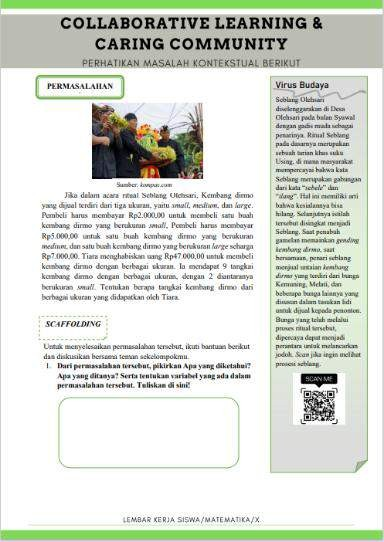 COLLABORATIVE LEARNING &
CARING COMMUNITY
PERHATIKAN MASALAH KONTEKSTUAL BERIKUT
PERMASALAHAN
Sumber: kompas.com
Jika dalam acara ritual Seblang Olehsari, Kembang dirmo
yang dijual terdiri dari tiga ukuran, yaitu small, medium, dan large.
Pembeli harus membayar Rp2.000,00 untuk membeli satu buah
kembang dirmo yang berukuran small, Pembeli harus membayar
Rp5.000,00 untuk satu buah kembang dirmo yang berukuran
medium, dan satu buah kembang dirmo yang berukuran large seharga
Rp7.000,00. Tiara menghabiskan uang Rp47.000,00 untuk membeli
kembang dirmo dengan berbagai ukuran. Ia mendapat 9 tangkai
kembang dirmo dengan berbagai ukuran, dengan 2 diantaranya
berukuran small. Tentukan berapa tangkai kembang dirmo dari
berbagai ukuran yang didapatkan oleh Tiara.
SCAFFOLDING
Untuk menyelesaikan permasalahan tersebut, ikuti bantuan berikut
dan diskusikan bersama teman sekelompokmu.
1. Dari permasalahan tersebut, pikirkan Apa yang diketahui?
Apa yang ditanya? Serta tentukan variabel yang ada dalam
permasalahan tersebut. Tuliskan di sini!
Virus Budaya
Seblang Olehsari
diselenggarakan di Desa
Olehsari pada bulan Syawal
dengan gadis muda sebagai
penarinya. Ritual Seblang
pada dasarnya merupakan
sebuah tarian khas suku
Using, di mana masyarakat
mempercayai bahwa kata
Seblang merupakan gabungan
dari kata "sebele" dan
"ilang". Hal ini memiliki arti
bahwa kesialannya bisa
hilang. Selanjutnya istilah
tersebut disingkat menjadi
Seblang. Saat penabuh
gamelan memainkan gending
kembang dirmo, saat
bersamaan, penari seblang
menjual untaian kembang
dirmo yang terdiri dari bunga
Kemuning, Melati, dan
beberapa bunga lainnya yang
disusun dalam tusukan lidi
untuk dijual kepada penonton.
Bunga yang telah melalui
proses ritual tersebut,
dipercaya dapat menjadi
perantara untuk melancarkan
jodoh. Scan jika ingin melihat
prosesi seblang.
SCAN ME
LEMBAR KERJA SISWA/MATEMATIKA/X